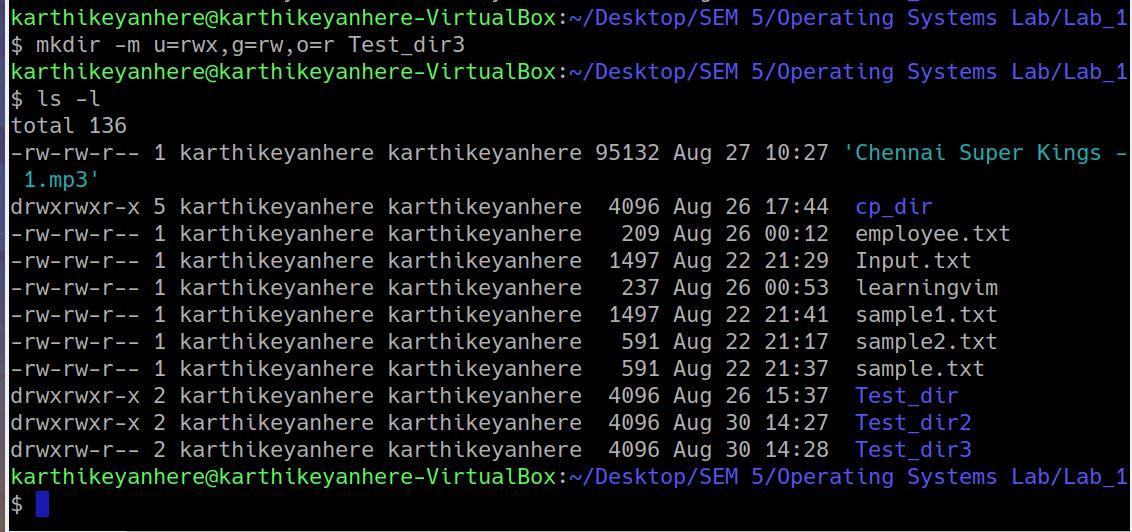 karthikeyanhere@karthikeyanhere-VirtualBox:~/Desktop/SEM 5/Operating Systems Lab/Lab_1
$ mkdir -m u=rwx,g=rw,o=r Test_dir3
karthikeyanhere@karthikeyanhere-VirtualBox:~/Desktop/SEM 5/Operating Systems Lab/Lab_1
$ ls -l
total 136
-rw-rw-r-- 1 karthikeyanhere karthikeyanhere 95132 Aug 27 10:27 'Chennai Super Kings -
 1.mp3'
drwxrwxr-x 5 karthikeyanhere karthikeyanhere  4096 Aug 26 17:44  cp_dir
-rw-rw-r-- 1 karthikeyanhere karthikeyanhere   209 Aug 26 00:12  employee.txt
-rw-rw-r-- 1 karthikeyanhere karthikeyanhere  1497 Aug 22 21:29  Input.txt
-rw-rw-r-- 1 karthikeyanhere karthikeyanhere   237 Aug 26 00:53  learningvim
-rw-rw-r-- 1 karthikeyanhere karthikeyanhere  1497 Aug 22 21:41  sample1.txt
-rw-rw-r-- 1 karthikeyanhere karthikeyanhere   591 Aug 22 21:17  sample2.txt
-rw-rw-r-- 1 karthikeyanhere karthikeyanhere   591 Aug 22 21:37  sample.txt
drwxrwxr-x 2 karthikeyanhere karthikeyanhere  4096 Aug 26 15:37  Test_dir
drwxrwxr-x 2 karthikeyanhere karthikeyanhere  4096 Aug 30 14:27  Test_dir2
drwxrw-r-- 2 karthikeyanhere karthikeyanhere  4096 Aug 30 14:28  Test_dir3
karthikeyanhere@karthikeyanhere-VirtualBox:~/Desktop/SEM 5/Operating Systems Lab/Lab_1
$